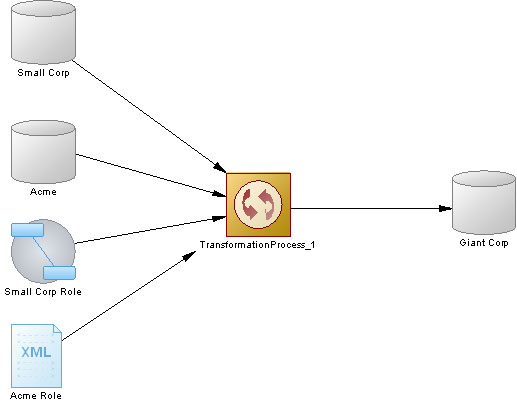 Small Corp
Acme
TransformationProcess_1
Giant Corp
Small Corp Role
XML
Acme Role